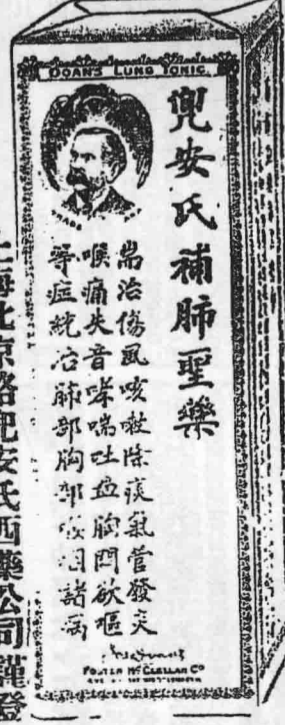 DOAN'S LUNG TONIC.
TRADE
兜安氏補肺聖藥
耑治傷風咳嗽除痰氣管發炎
喉痛失音哮喘吐血胸悶欲嘔
等症統治肺部胸部諸病
FOSTER McCLELLAN Co
上海北京路兜安氏西藥公司謹